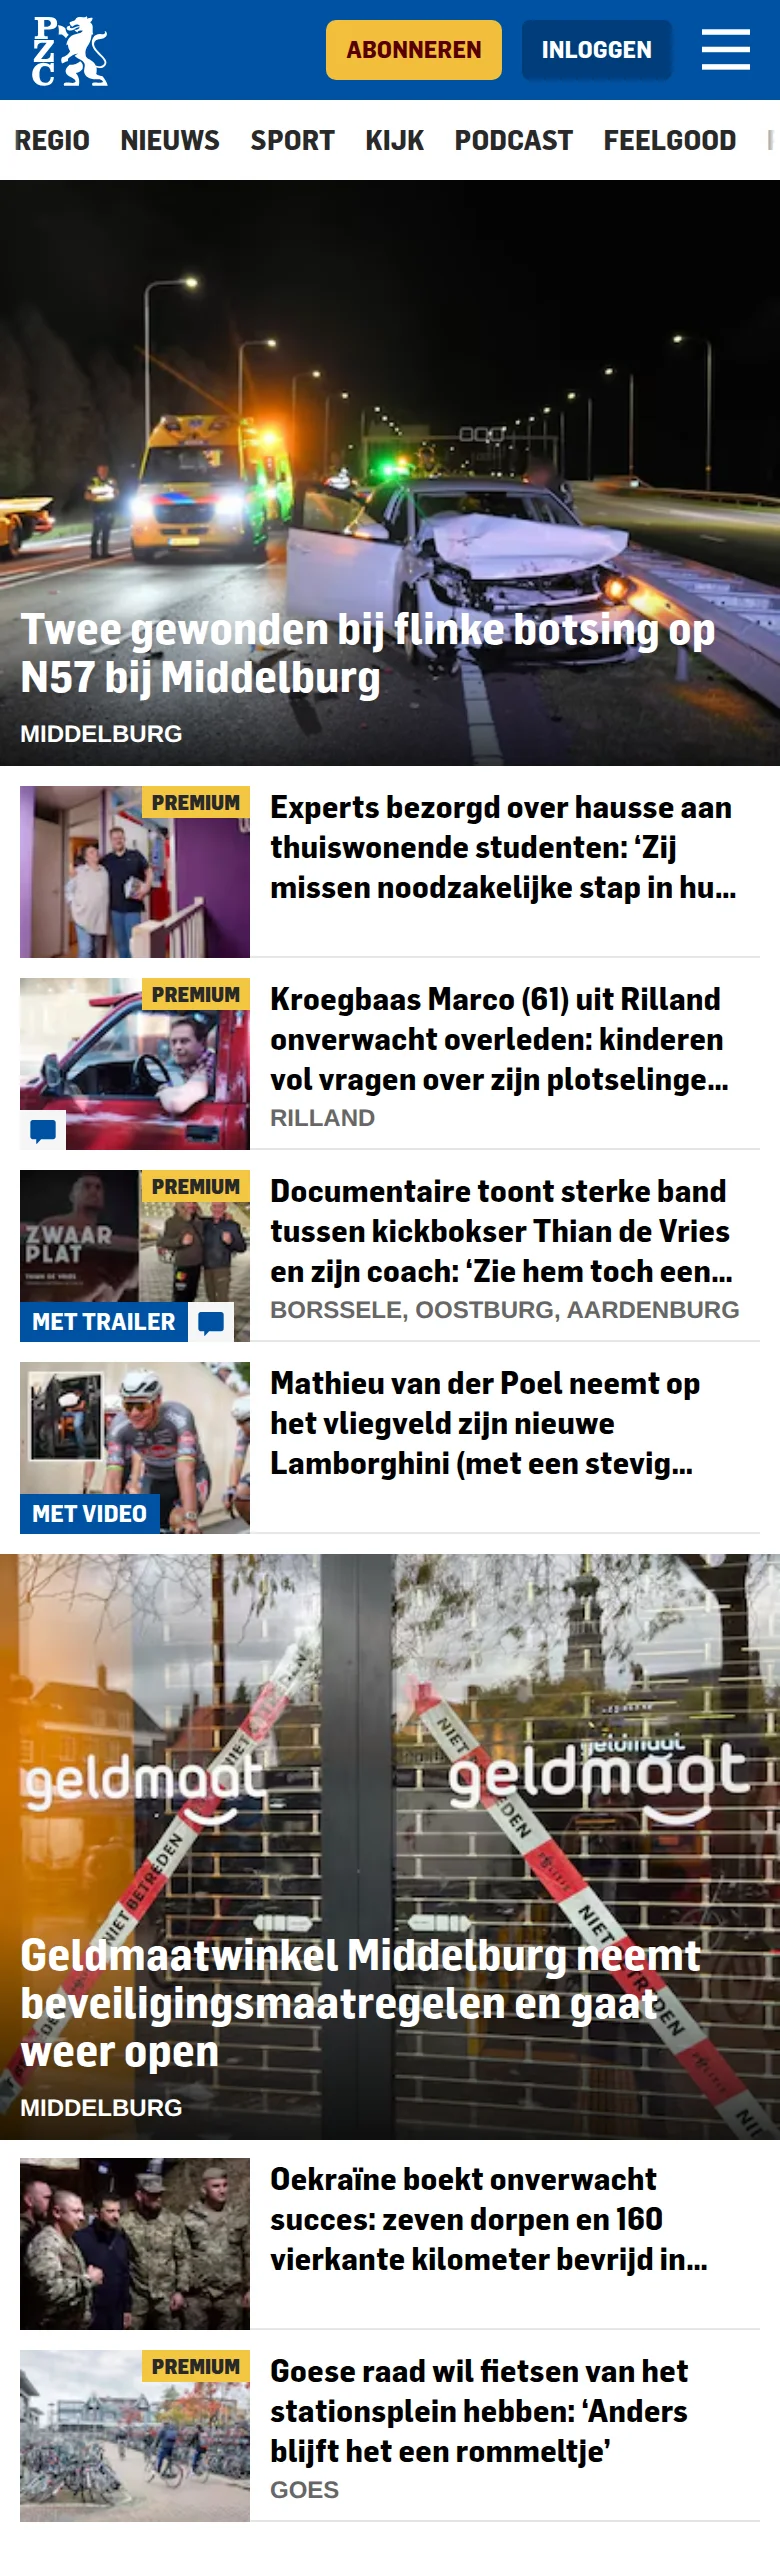 PZC
ABONNEREN
INLOGGEN
REGIO NIEUWS SPORT KIJK PODCAST FEELGOOD
Twee gewonden bij flinke botsing op
N57 bij Middelburg
MIDDELBURG
PREMIUM
Experts bezorgd over hausse aan
thuiswonende studenten: ‘Zij
missen noodzakelijke stap in hu...
PREMIUM
Kroegbaas Marco (61) uit Rilland
onverwacht overleden: kinderen
vol vragen over zijn plotselinge...
RILLAND
PREMIUM
ZWAAR
PLAT
MET TRAILER
Documentaire toont sterke band
tussen kickbokser Thian de Vries
en zijn coach: ‘Zie hem toch een...
BORSSELE, OOSTBURG, AARDENBURG
MET VIDEO
Mathieu van der Poel neemt op
het vliegveld zijn nieuwe
Lamborghini (met een stevig...
geldmaat
geldmaat
geldmaat
NIET
NIET BETREDEN
NIET
NIET
Geldmaatwinkel Middelburg neemt
beveiligingsmaatregelen en gaat
weer open
MIDDELBURG
Oekraïne boekt onverwacht
succes: zeven dorpen en 160
vierkante kilometer bevrijd in...
PREMIUM
Goese raad wil fietsen van het
stationsplein hebben: ‘Anders
blijft het een rommeltje’
GOES